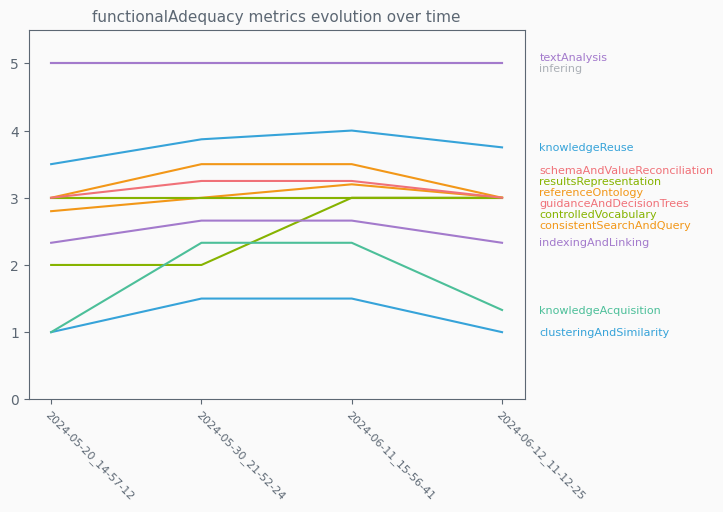 functionalAdequacy metrics evolution over time
5
4
3
2
1
0
textAnalysis
infering
knowledgeReuse
schemaAndValueReconciliation
resultsRepresentation
referenceOntology
guidanceAndDecisionTrees
controlledVocabulary
consistentSearchAndQuery
indexingAndLinking
knowledgeAcquisition
clusteringAndSimilarity
2024-05-20_14-57-12
2024-05-30_21-52-24
2024-06-11_15-56-41
2024-06-12_11-12-25